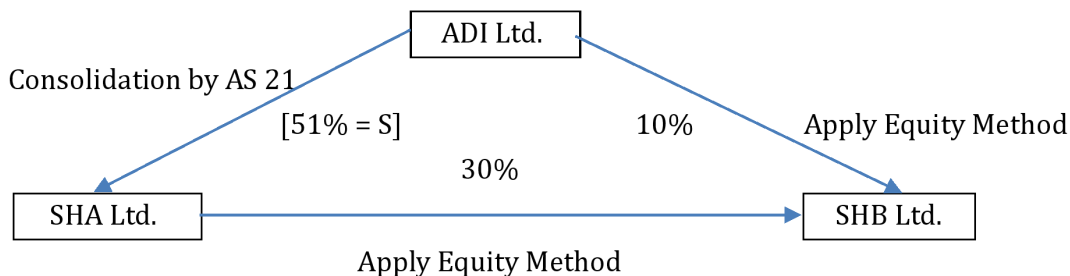 ADI Ltd.
Consolidation by AS 21
[51% = S]
10%
Apply Equity Method
30%
SHA Ltd.
SHB Ltd.
Apply Equity Method